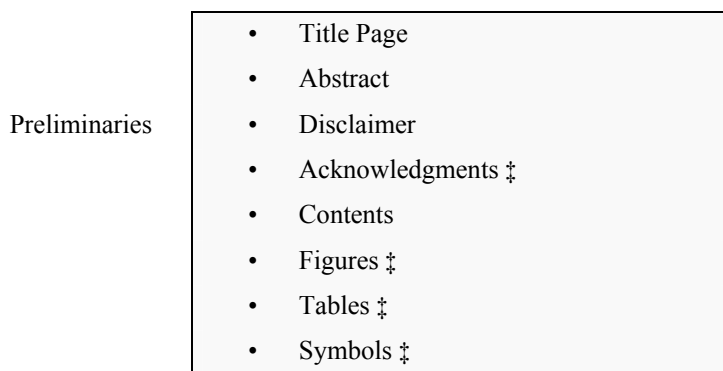 • Title Page
• Abstract
Preliminaries • Disclaimer
• Acknowledgments ‡
• Contents
• Figures ‡
• Tables ‡
• Symbols ‡